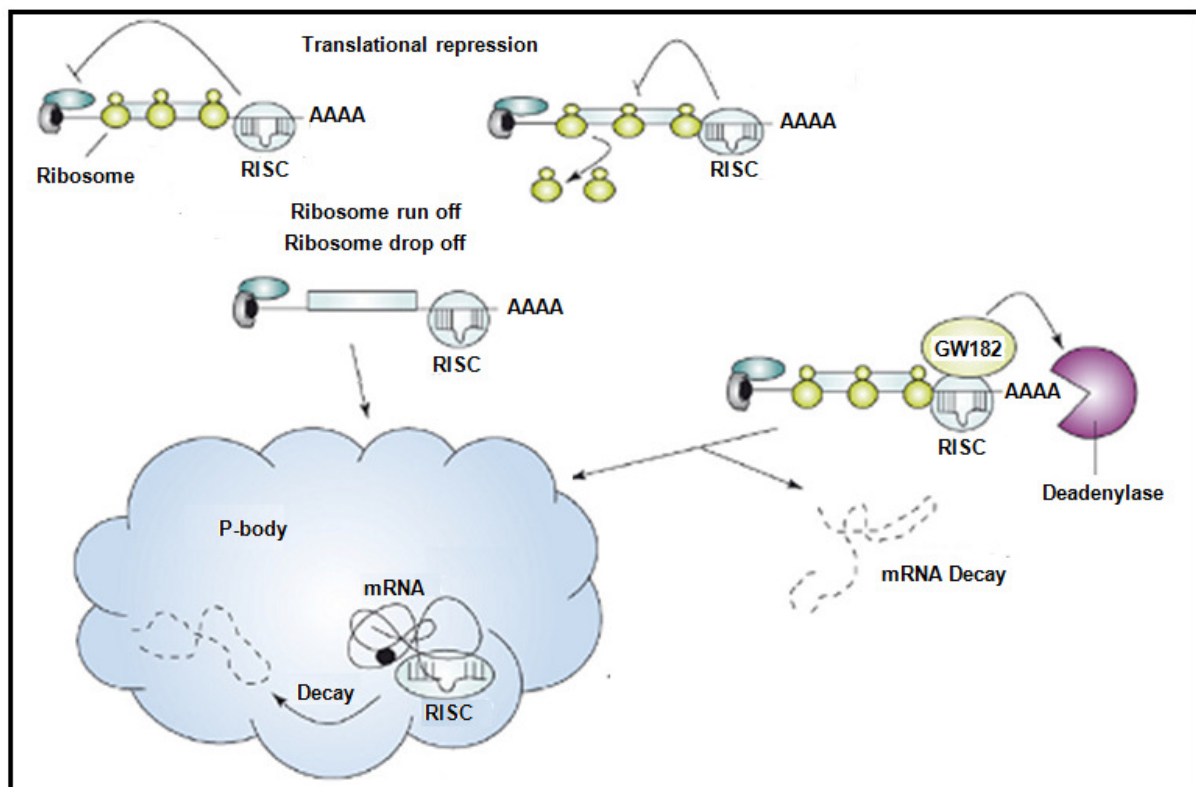 Translational repression
AAAA
AAAA
Ribosome
RISC
RISC
Ribosome run off
Ribosome drop off
AAAA
RISC
GW182
AAAA
RISC
Deadenylase
P-body
mRNA
mRNA Decay
Decay
RISC